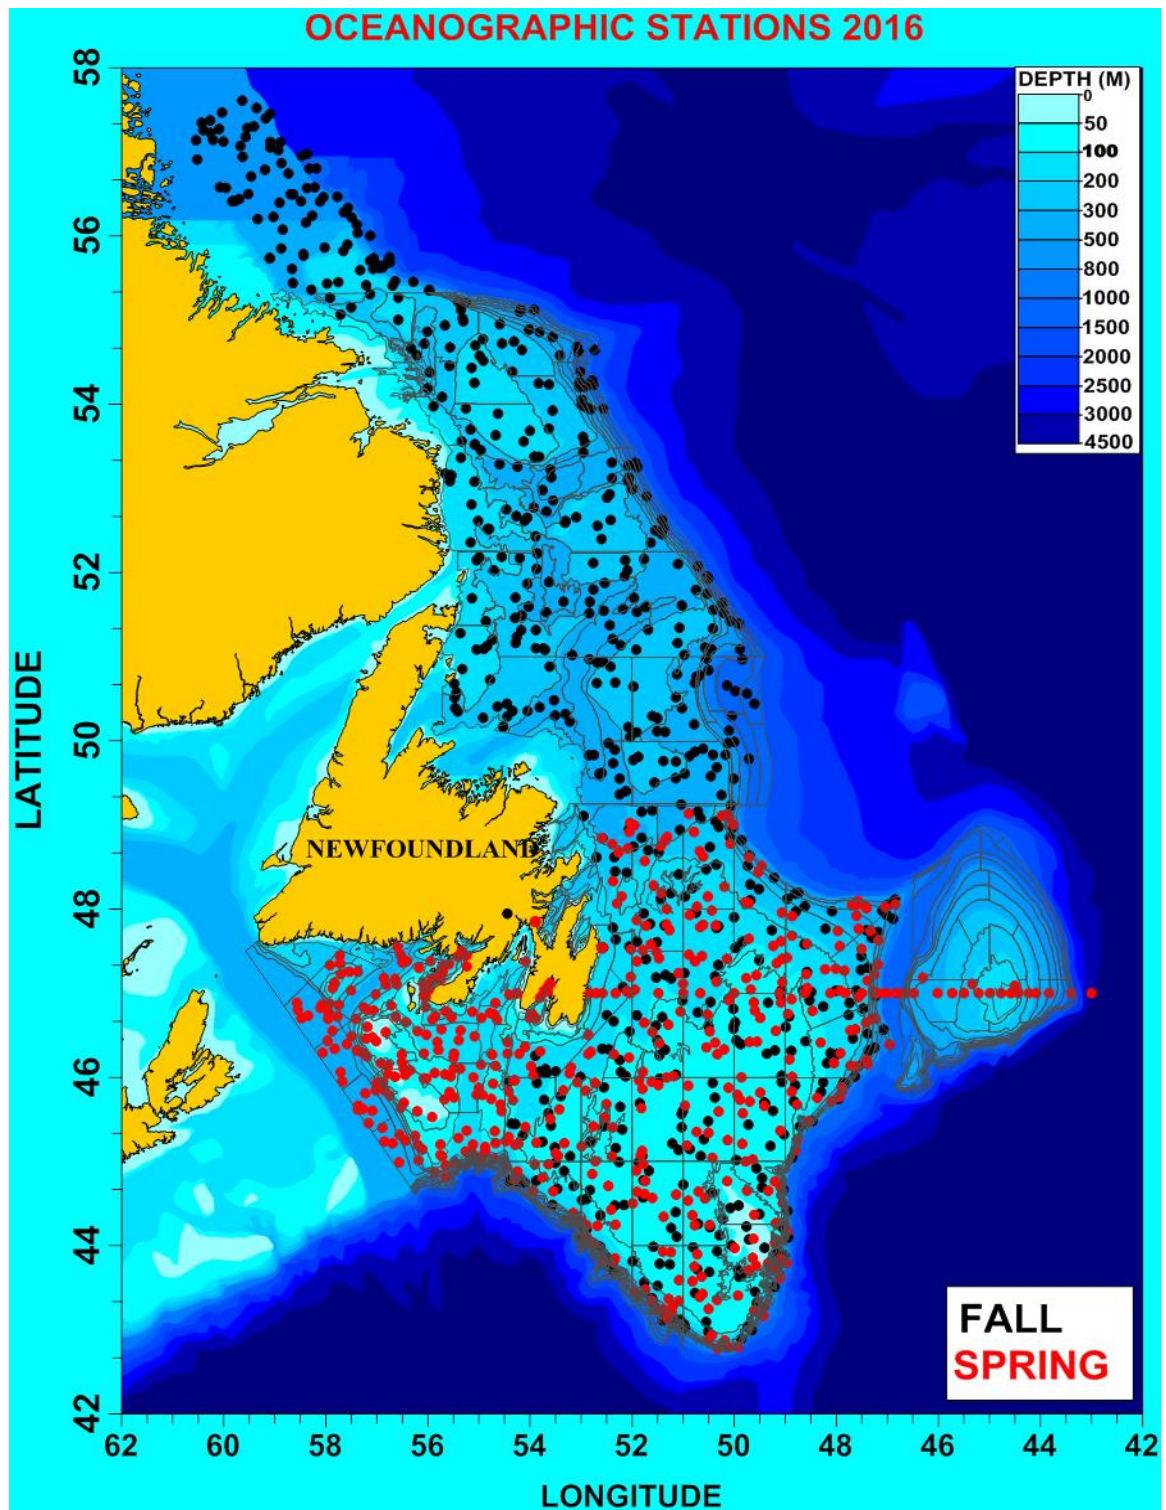 OCEANOGRAPHIC STATIONS 2016
58
56
54
52
50
48
46
44
42
LATITUDE
DEPTH (M)
0
50
100
200
300
500
800
1000
1500
2000
2500
3000
4500
NEWFOUNDLAND
FALL
SPRING
62 60 58 56 54 52 50 48 46 44 42
LONGITUDE